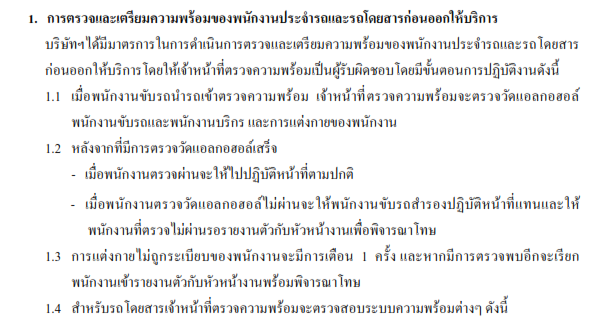 1. การตรวจและเตรียมความพร้อมของพนักงานประจำรถและรถโดยสารก่อนออกให้บริการ
บริษัทฯได้มีมาตรการในการดำเนินการตรวจและเตรียมความพร้อมของพนักงานประจำรถและรถโดยสาร
ก่อนออกให้บริการโดยให้เจ้าหน้าที่ตรวจความพร้อมเป็นผู้รับผิดชอบโดยมีขั้นตอนการปฏิบัติงานดังนี้
1.1 เมื่อพนักงานขับรถนำรถเข้าตรวจความพร้อม เจ้าหน้าที่ตรวจความพร้อมจะตรวจวัดแอลกอฮอล์
พนักงานขับรถและพนักงานบริกร และการแต่งกายของพนักงาน
1.2 หลังจากที่มีการตรวจวัดแอลกอฮอล์เสร็จ
- เมื่อพนักงานตรวจผ่านจะให้ไปปฏิบัติหน้าที่ตามปกติ
- เมื่อพนักงานตรวจวัดแอลกอฮอล์ไม่ผ่านจะให้พนักงานขับรถสำรองปฏิบัติหน้าที่แทนและให้
พนักงานที่ตรวจไม่ผ่านรอรายงานตัวกับหัวหน้างานเพื่อพิจารณาโทษ
1.3 การแต่งกายไม่ถูกระเบียบของพนักงานจะมีการเตือน 1 ครั้ง และหากมีการตรวจพบอีกจะเรียก
พนักงานเข้ารายงานตัวกับหัวหน้างานพร้อมพิจารณาโทษ
1.4 สำหรับรถโดยสารเจ้าหน้าที่ตรวจความพร้อมจะตรวจสอบระบบความพร้อมต่างๆ ดังนี้